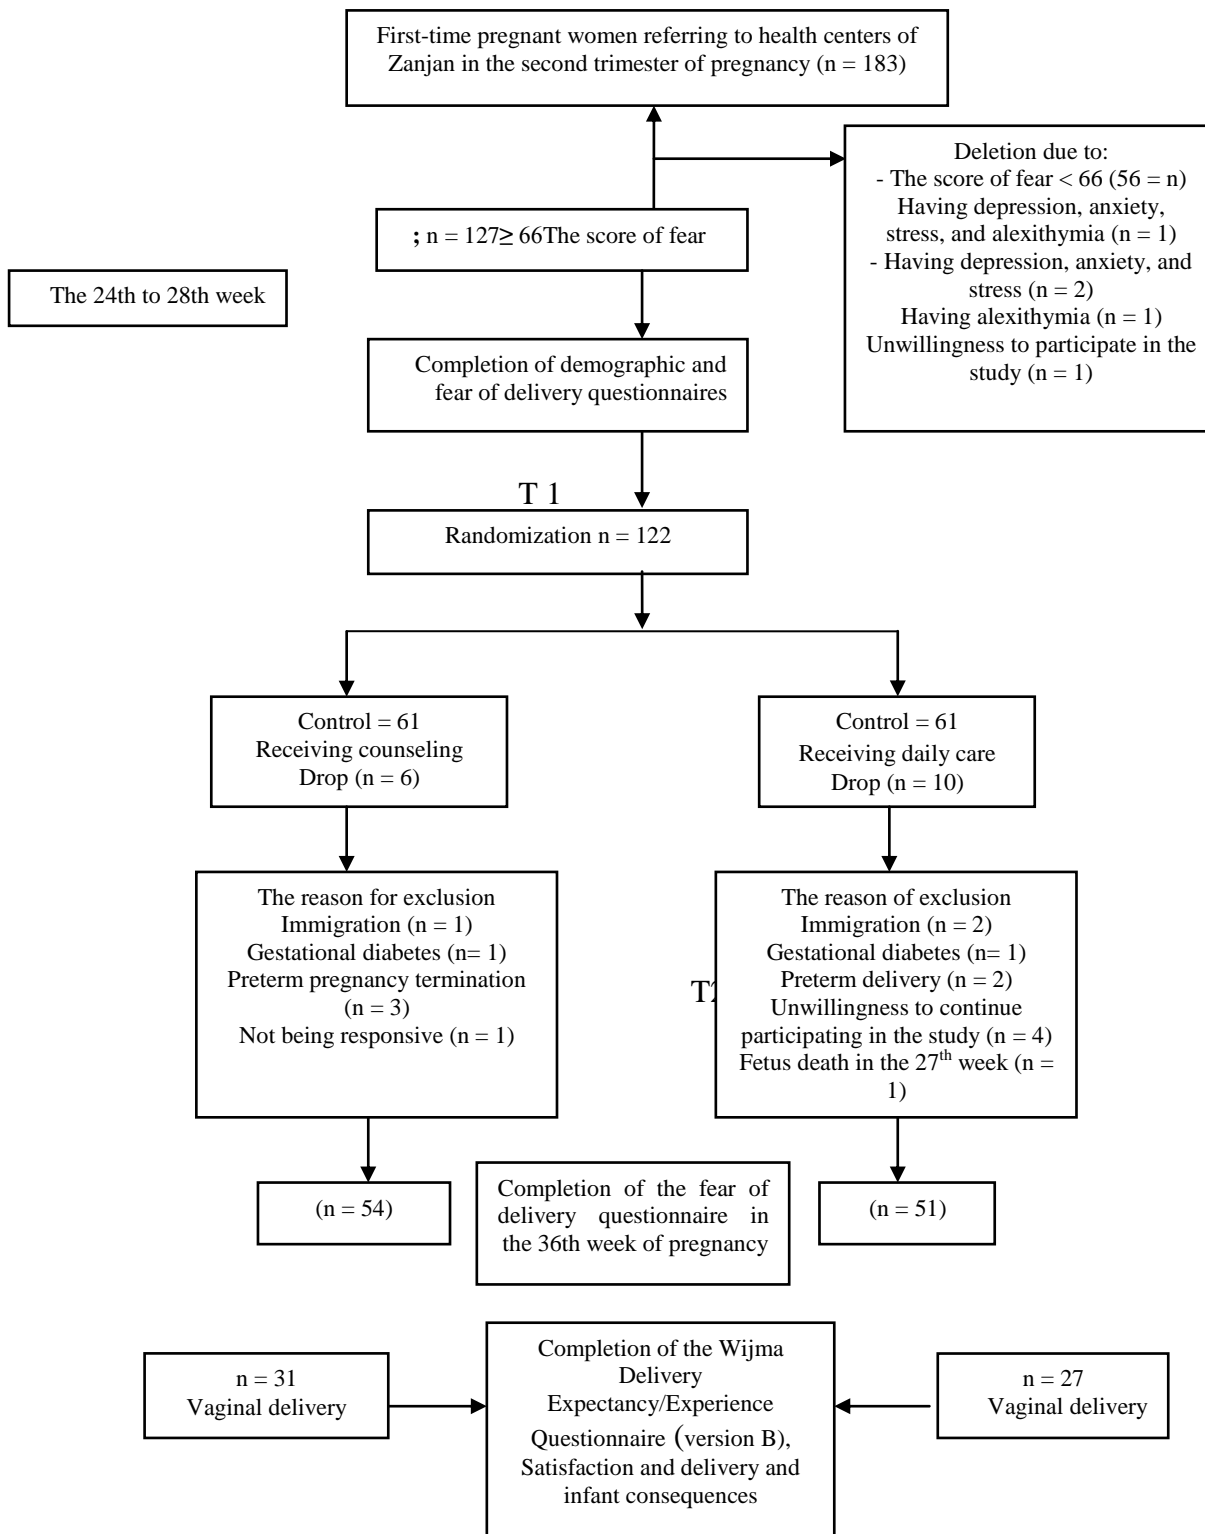 First-time pregnant women referring to health centers of
Zanjan in the second trimester of pregnancy (n = 183)
Deletion due to:
- The score of fear < 66 (56 = n)
Having depression, anxiety,
stress, and alexithymia (n = 1)
- Having depression, anxiety, and
stress (n = 2)
Having alexithymia (n = 1)
Unwillingness to participate in the
study (n = 1)
; n = 127≥ 66The score of fear
The 24th to 28th week
Completion of demographic and
fear of delivery questionnaires
T 1
Randomization n = 122
Control = 61
Receiving counseling
Drop (n = 6)
Control = 61
Receiving daily care
Drop (n = 10)
The reason for exclusion
Immigration (n = 1)
Gestational diabetes (n= 1)
Preterm pregnancy termination
(n = 3)
Not being responsive (n = 1)
The reason of exclusion
Immigration (n = 2)
Gestational diabetes (n= 1)
Preterm delivery (n = 2)
Unwillingness to continue
participating in the study (n = 4)
Fetus death in the 27th week (n =
1)
(n = 54)
Completion of the fear of
delivery questionnaire in
the 36th week of pregnancy
(n = 51)
n = 31
Vaginal delivery
Completion of the Wijma
Delivery
Expectancy/Experience
Questionnaire (version B),
Satisfaction and delivery and
infant consequences
n = 27
Vaginal delivery